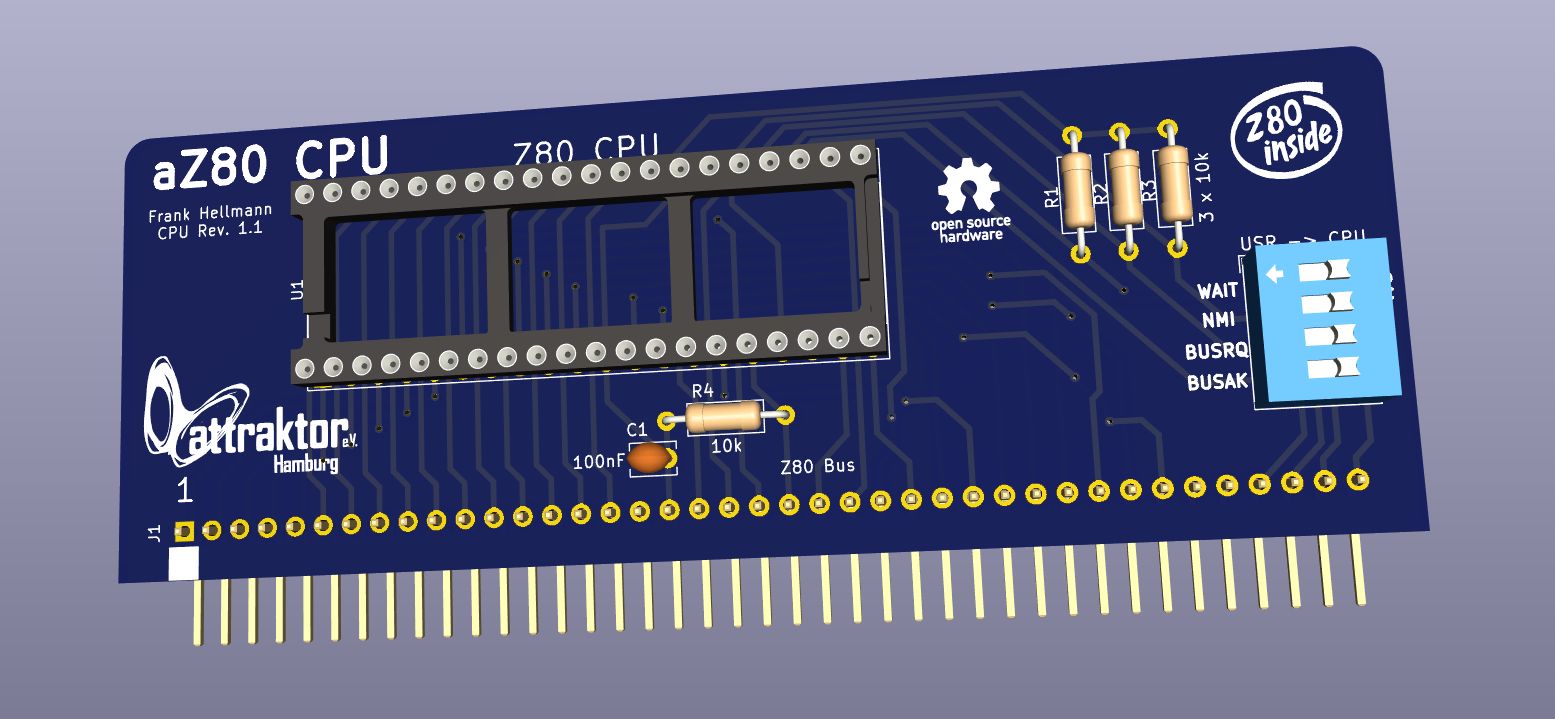 aZ80 CPU
Z80 CPU
Frank Hellmann
CPU Rev. 1.1
U1
open source
hardware
R1
R2
R3
3 x 10k
Z80
inside
USR -> CPU
WAIT
NMI
BUSRQ
BUSAK
attraktor e.V.
Hamburg
R4
10k
C1
100nF
Z80 Bus
1
J1